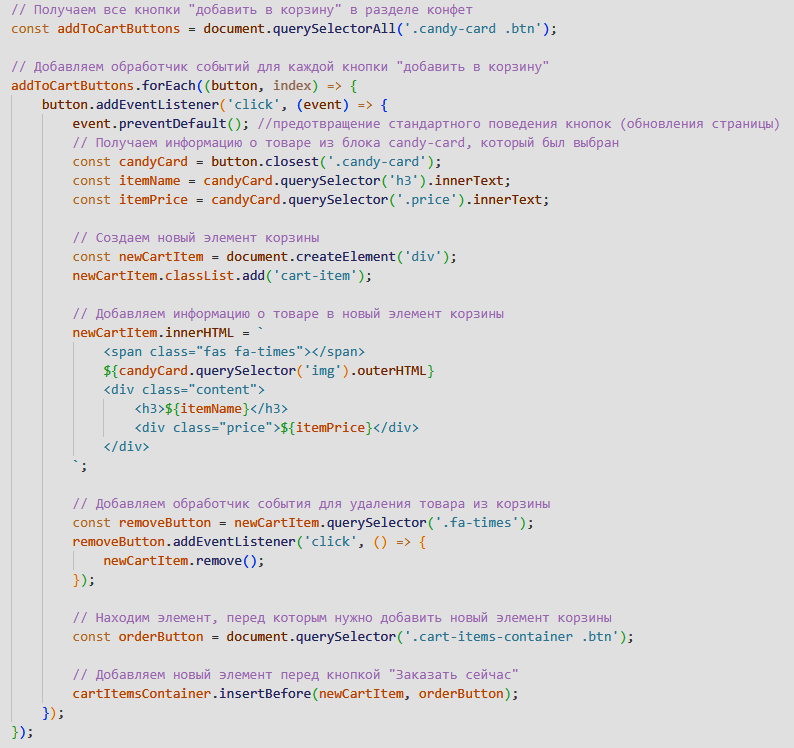 // Получаем все кнопки "добавить в корзину" в разделе конфет
const addToCartButtons = document.querySelectorAll('.candy-card .btn');

// Добавляем обработчик событий для каждой кнопки "добавить в корзину"
addToCartButtons.forEach((button, index) => {
    button.addEventListener('click', (event) => {
        event.preventDefault(); //предотвращение стандартного поведения кнопок (обновления страницы)
        // Получаем информацию о товаре из блока candy-card, который был выбран
        const candyCard = button.closest('.candy-card');
        const itemName = candyCard.querySelector('h3').innerText;
        const itemPrice = candyCard.querySelector('.price').innerText;

        // Создаем новый элемент корзины
        const newCartItem = document.createElement('div');
        newCartItem.classList.add('cart-item');

        // Добавляем информацию о товаре в новый элемент корзины
        newCartItem.innerHTML = `
            <span class="fas fa-times"></span>
            ${candyCard.querySelector('img').outerHTML}
            <div class="content">
                <h3>${itemName}</h3>
                <div class="price">${itemPrice}</div>
            </div>
        `;

        // Добавляем обработчик события для удаления товара из корзины
        const removeButton = newCartItem.querySelector('.fa-times');
        removeButton.addEventListener('click', () => {
            newCartItem.remove();
        });

        // Находим элемент, перед которым нужно добавить новый элемент корзины
        const orderButton = document.querySelector('.cart-items-container .btn');

        // Добавляем новый элемент перед кнопкой "Заказать сейчас"
        cartItemsContainer.insertBefore(newCartItem, orderButton);
    });
});